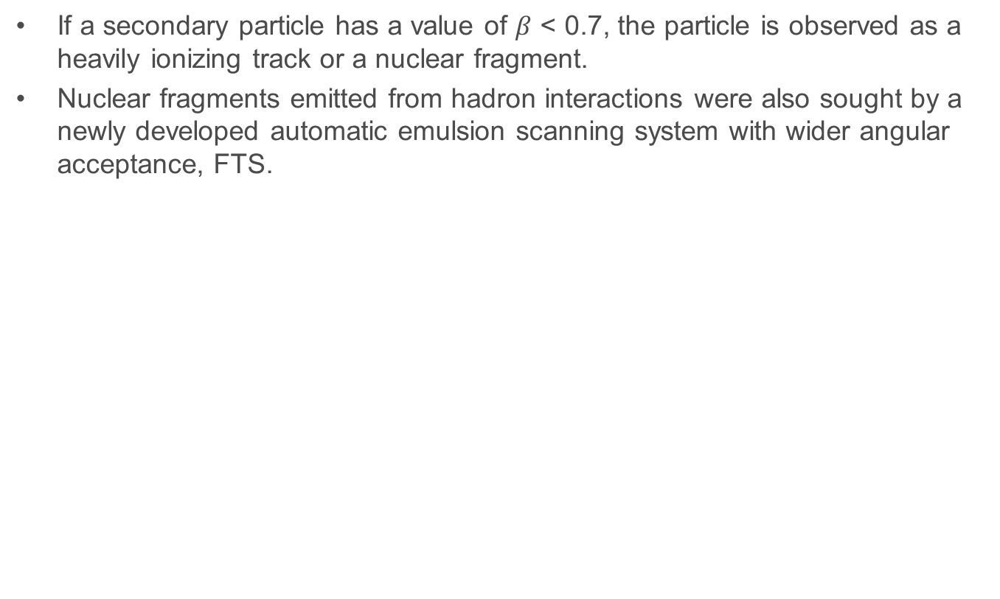 • If a secondary particle has a value of 𝛽 < 0.7, the particle is observed as a
heavily ionizing track or a nuclear fragment.
• Nuclear fragments emitted from hadron interactions were also sought by a
newly developed automatic emulsion scanning system with wider angular
acceptance, FTS.